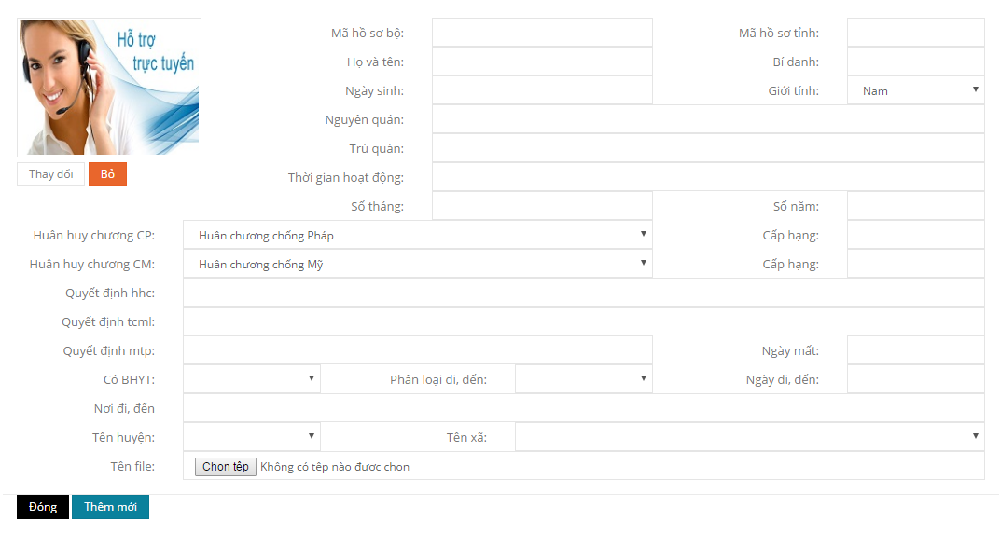 Hỗ trợ
trực tuyến
Thay đổi Bỏ
Mã hồ sơ bộ: Mã hồ sơ tỉnh:
Họ và tên: Bí danh:
Ngày sinh: Giới tính: Nam
Nguyên quán:
Trú quán:
Thời gian hoạt động:
Số tháng: Số năm:
Huân huy chương CP: Huân chương chống Pháp Cấp hạng:
Huân huy chương CM: Huân chương chống Mỹ Cấp hạng:
Quyết định hhc:
Quyết định tcml:
Quyết định mtp: Ngày mất:
Có BHYT: Phân loại đi, đến: Ngày đi, đến:
Nơi đi, đến
Tên huyện: Tên xã:
Tên file: Chọn tệp Không có tệp nào được chọn
Đóng Thêm mới